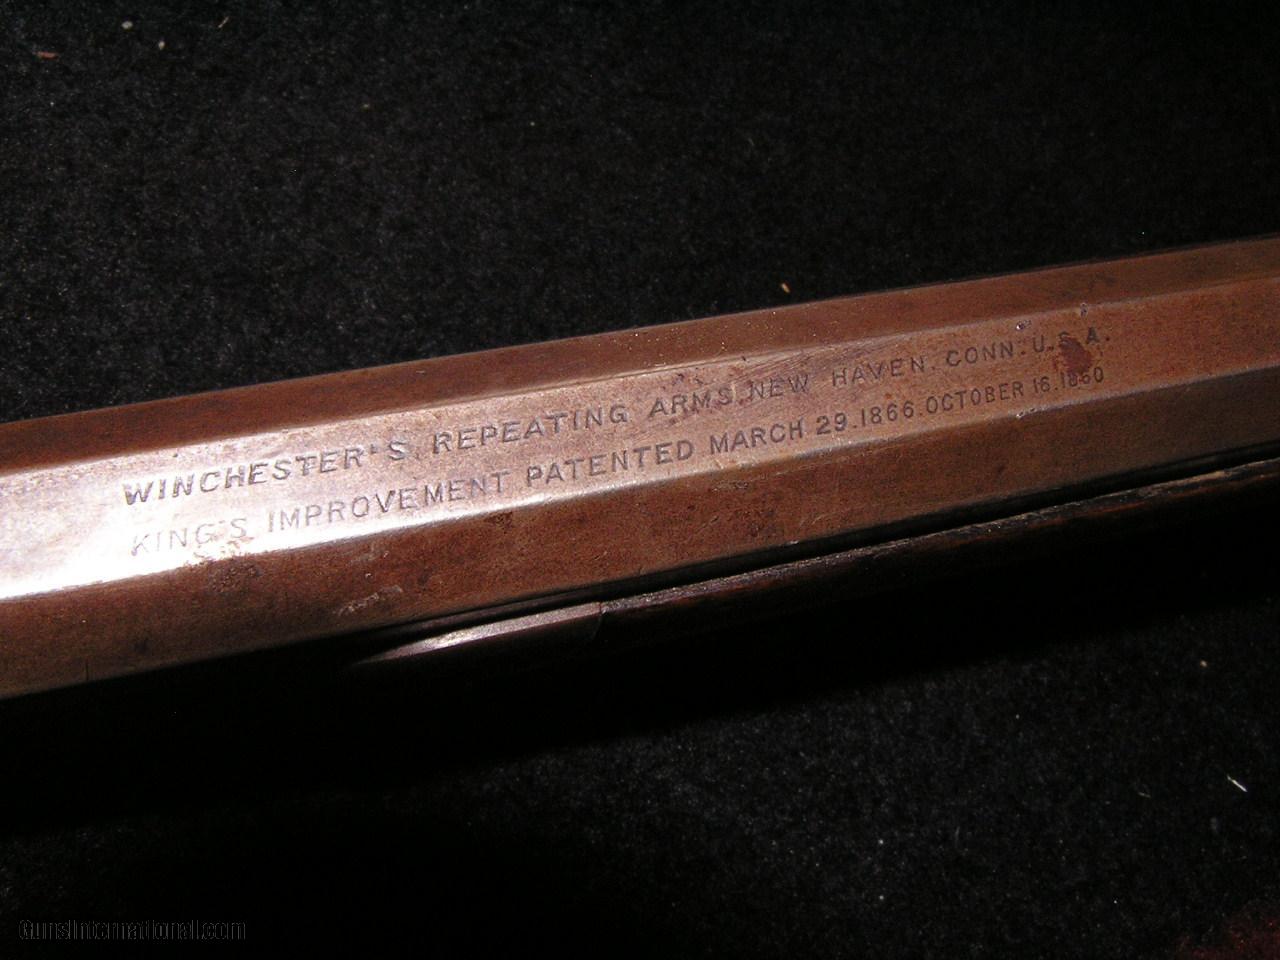 WINCHESTER'S. REPEATING ARMS. NEW HAVEN. CONN. U.S.A.
KING'S IMPROVEMENT PATENTED MARCH 29. 1866. OCTOBER 16. 1860
GunsInternational.com